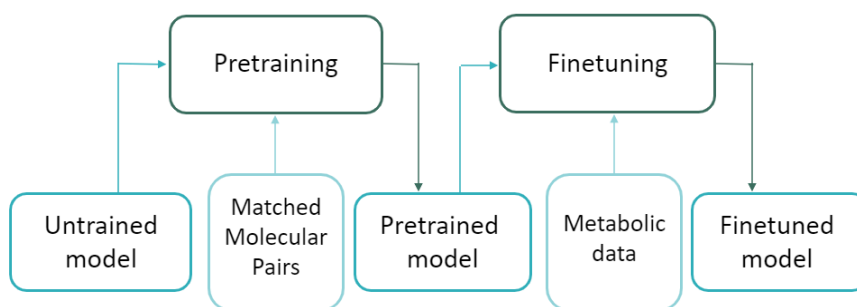 Pretraining
Finetuning
Untrained
model
Matched
Molecular
Pairs
Pretrained
model
Metabolic
data
Finetuned
model